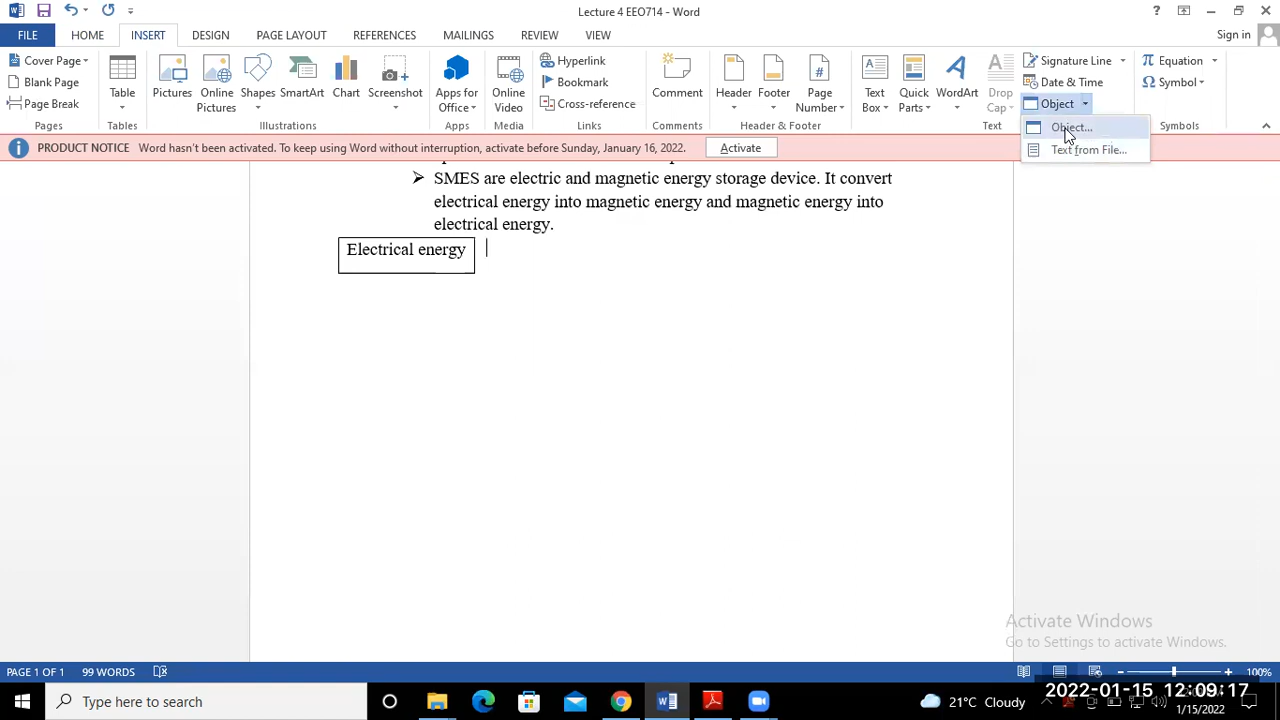 Lecture 4 EEO714 - Word
?
FILE HOME INSERT DESIGN PAGE LAYOUT REFERENCES MAILINGS REVIEW VIEW Sign in
Cover Page
Blank Page
Page Break
Pages
Table
Tables
Pictures
Online Pictures
Shapes
SmartArt
Chart
Screenshot
Illustrations
Apps for Office
Apps
Online Video
Media
Hyperlink
Bookmark
Cross-reference
Links
Comment
Comments
Header
Footer
Page Number
Header & Footer
Text Box
Quick Parts
WordArt
Drop Cap
Signature Line
Date & Time
Object
Text
Equation
Symbol
Symbols
Object...
Text from File...
PRODUCT NOTICE Word hasn't been activated. To keep using Word without interruption, activate before Sunday, January 16, 2022. Activate
SMES are electric and magnetic energy storage device. It convert
electrical energy into magnetic energy and magnetic energy into
electrical energy.
Electrical energy
Activate Windows
Go to Settings to activate Windows.
PAGE 1 OF 1 99 WORDS 100%
Type here to search
21°C Cloudy
2022-01-15 12:09:17
1/15/2022